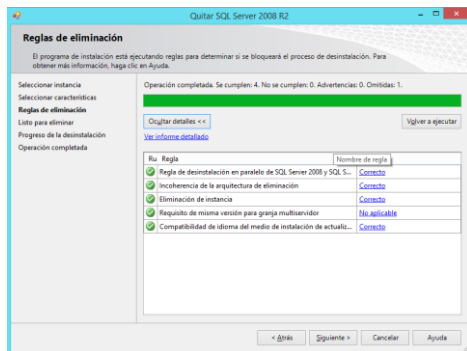 Quitar SQL Server 2008 R2
Reglas de eliminación
El programa de instalación está ejecutando reglas para determinar si se bloqueará el proceso de desinstalación. Para
obtener más información, haga clic en Ayuda.
Seleccionar instancia
Seleccionar características
Reglas de eliminación
Listo para eliminar
Progreso de la desinstalación
Operación completada
Operación completada. Se cumplen: 4. No se cumplen: 0. Advertencias: 0. Omitidas: 1.
Ocultar detalles <<
Volver a ejecutar
Ver informe detallado
Ru Regla
Nombre de regla
Regla de desinstalación en paralelo de SQL Server 2008 y SQL S... Correcto
Incoherencia de la arquitectura de eliminación Correcto
Eliminación de instancia Correcto
Requisito de misma versión para granja multiservidor No aplicable
Compatibilidad de idioma del medio de instalación de actualiz... Correcto
< Atrás
Siguiente >
Cancelar
Ayuda